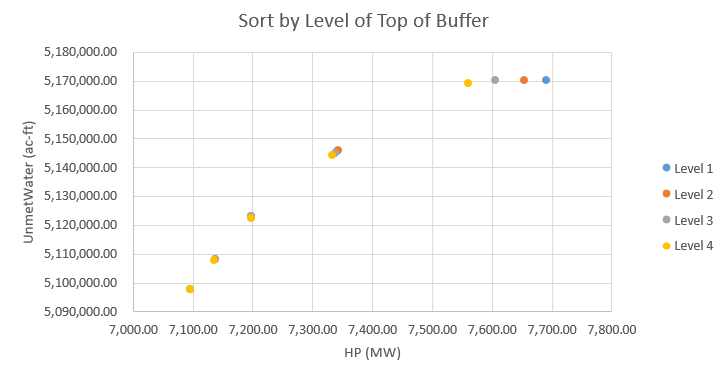 Sort by Level of Top of Buffer
5,180,000.00
5,170,000.00
5,160,000.00
5,150,000.00
5,140,000.00
5,130,000.00
5,120,000.00
5,110,000.00
5,100,000.00
5,090,000.00
UnmetWater (ac-ft)
7,000.00 7,100.00 7,200.00 7,300.00 7,400.00 7,500.00 7,600.00 7,700.00 7,800.00
HP (MW)
Level 1
Level 2
Level 3
Level 4